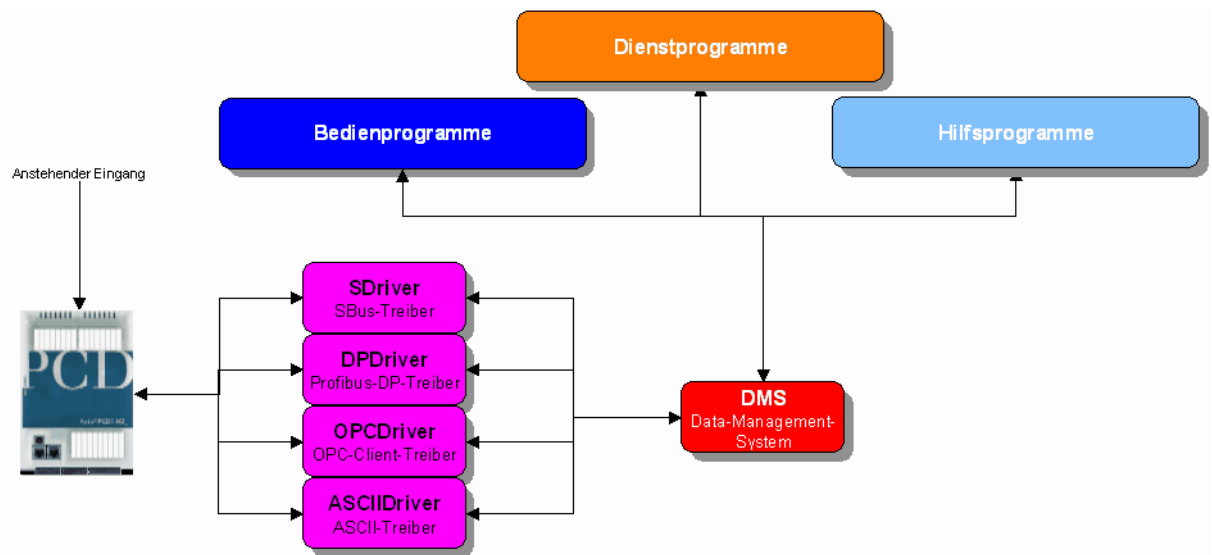 Dienstprogramme
Bedienprogramme
Hilfsprogramme
Anstehender Eingang
SDriver
SBus-Treiber
PCD
DPDriver
Profibus-DP-Treiber
DMS
Data-Management-
System
OPCDriver
OPC-Client-Treiber
ASCIIDriver
ASCII-Treiber